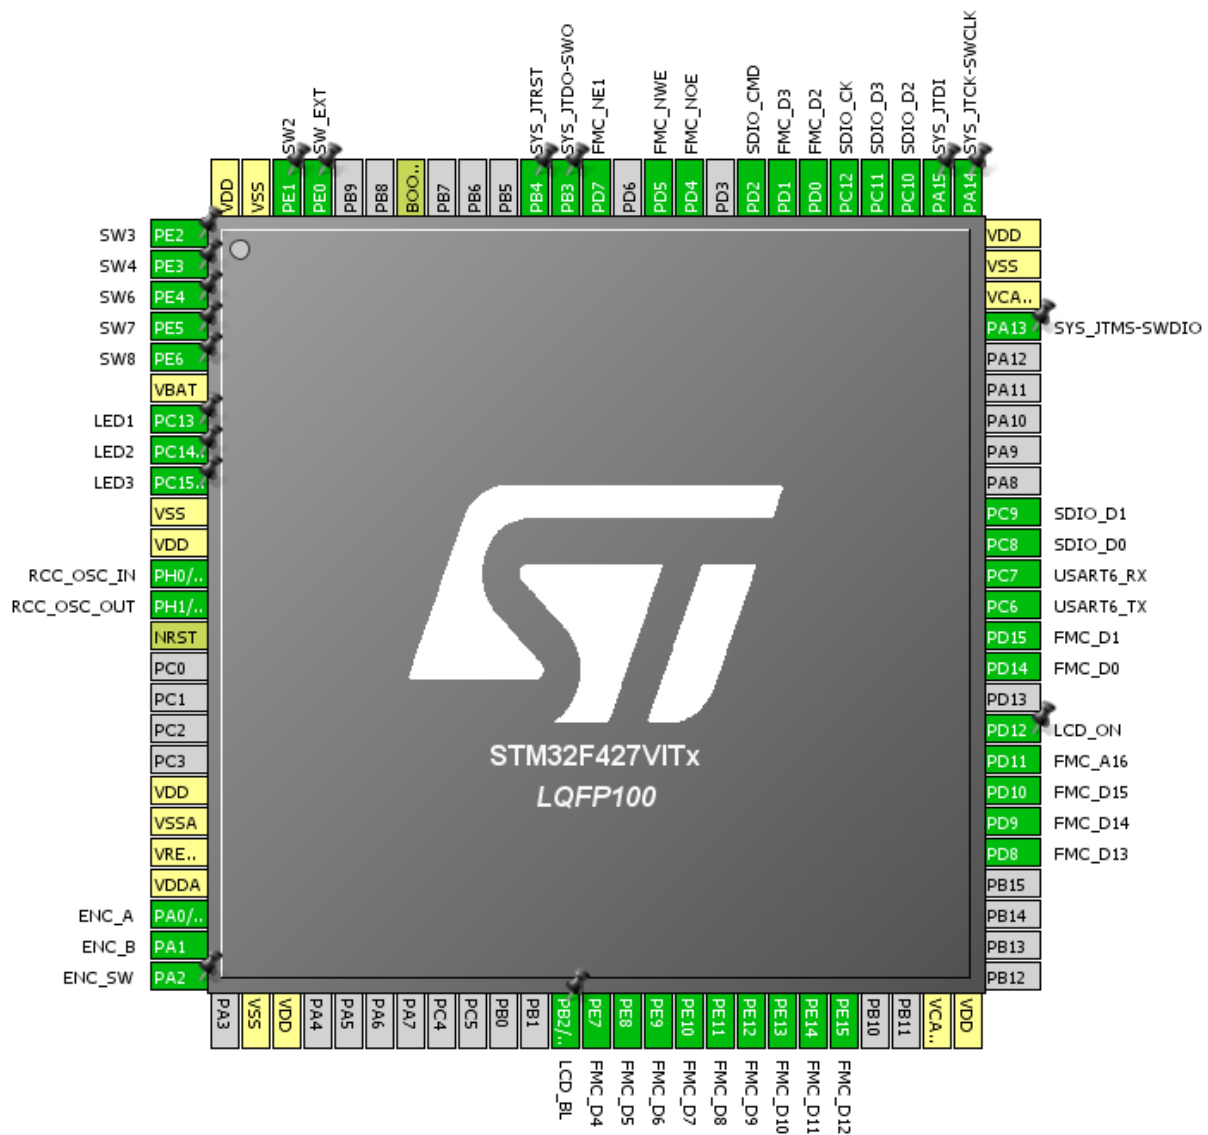 SW2
SW_EXT
SYS_JTRST
SYS_JTDO-SWO
FMC_NE1
FMC_NWE
FMC_NOE
SDIO_CMD
FMC_D3
FMC_D2
SDIO_CK
SDIO_D3
SDIO_D2
SYS_JTDI
SYS_JTCK-SWCLK
VDD
VSS
PE1
PE0
PB9
PB8
BOO..
PB7
PB6
PB5
PB4
PB3
PD7
PD6
PD5
PD4
PD3
PD2
PD1
PD0
PC12
PC11
PC10
PA15
PA14
SW3 PE2
SW4 PE3
SW6 PE4
SW7 PE5
SW8 PE6
VBAT
LED1 PC13
LED2 PC14..
LED3 PC15..
VSS
VDD
RCC_OSC_IN PH0/..
RCC_OSC_OUT PH1/..
NRST
PC0
PC1
PC2
PC3
VDD
VSSA
VRE..
VDDA
ENC_A PA0/..
ENC_B PA1
ENC_SW PA2
STM32F427VITx
LQFP100
VDD
VSS
VCA..
PA13 SYS_JTMS-SWDIO
PA12
PA11
PA10
PA9
PA8
PC9 SDIO_D1
PC8 SDIO_D0
PC7 USART6_RX
PC6 USART6_TX
PD15 FMC_D1
PD14 FMC_D0
PD13
PD12 LCD_ON
PD11 FMC_A16
PD10 FMC_D15
PD9 FMC_D14
PD8 FMC_D13
PB15
PB14
PB13
PB12
PA3
VSS
VDD
PA4
PA5
PA6
PA7
PC4
PC5
PB0
PB1
PB2/..
PE7
PE8
PE9
PE10
PE11
PE12
PE13
PE14
PE15
PB10
PB11
VCA..
VDD
LCD_BL
FMC_D4
FMC_D5
FMC_D6
FMC_D7
FMC_D8
FMC_D9
FMC_D10
FMC_D11
FMC_D12